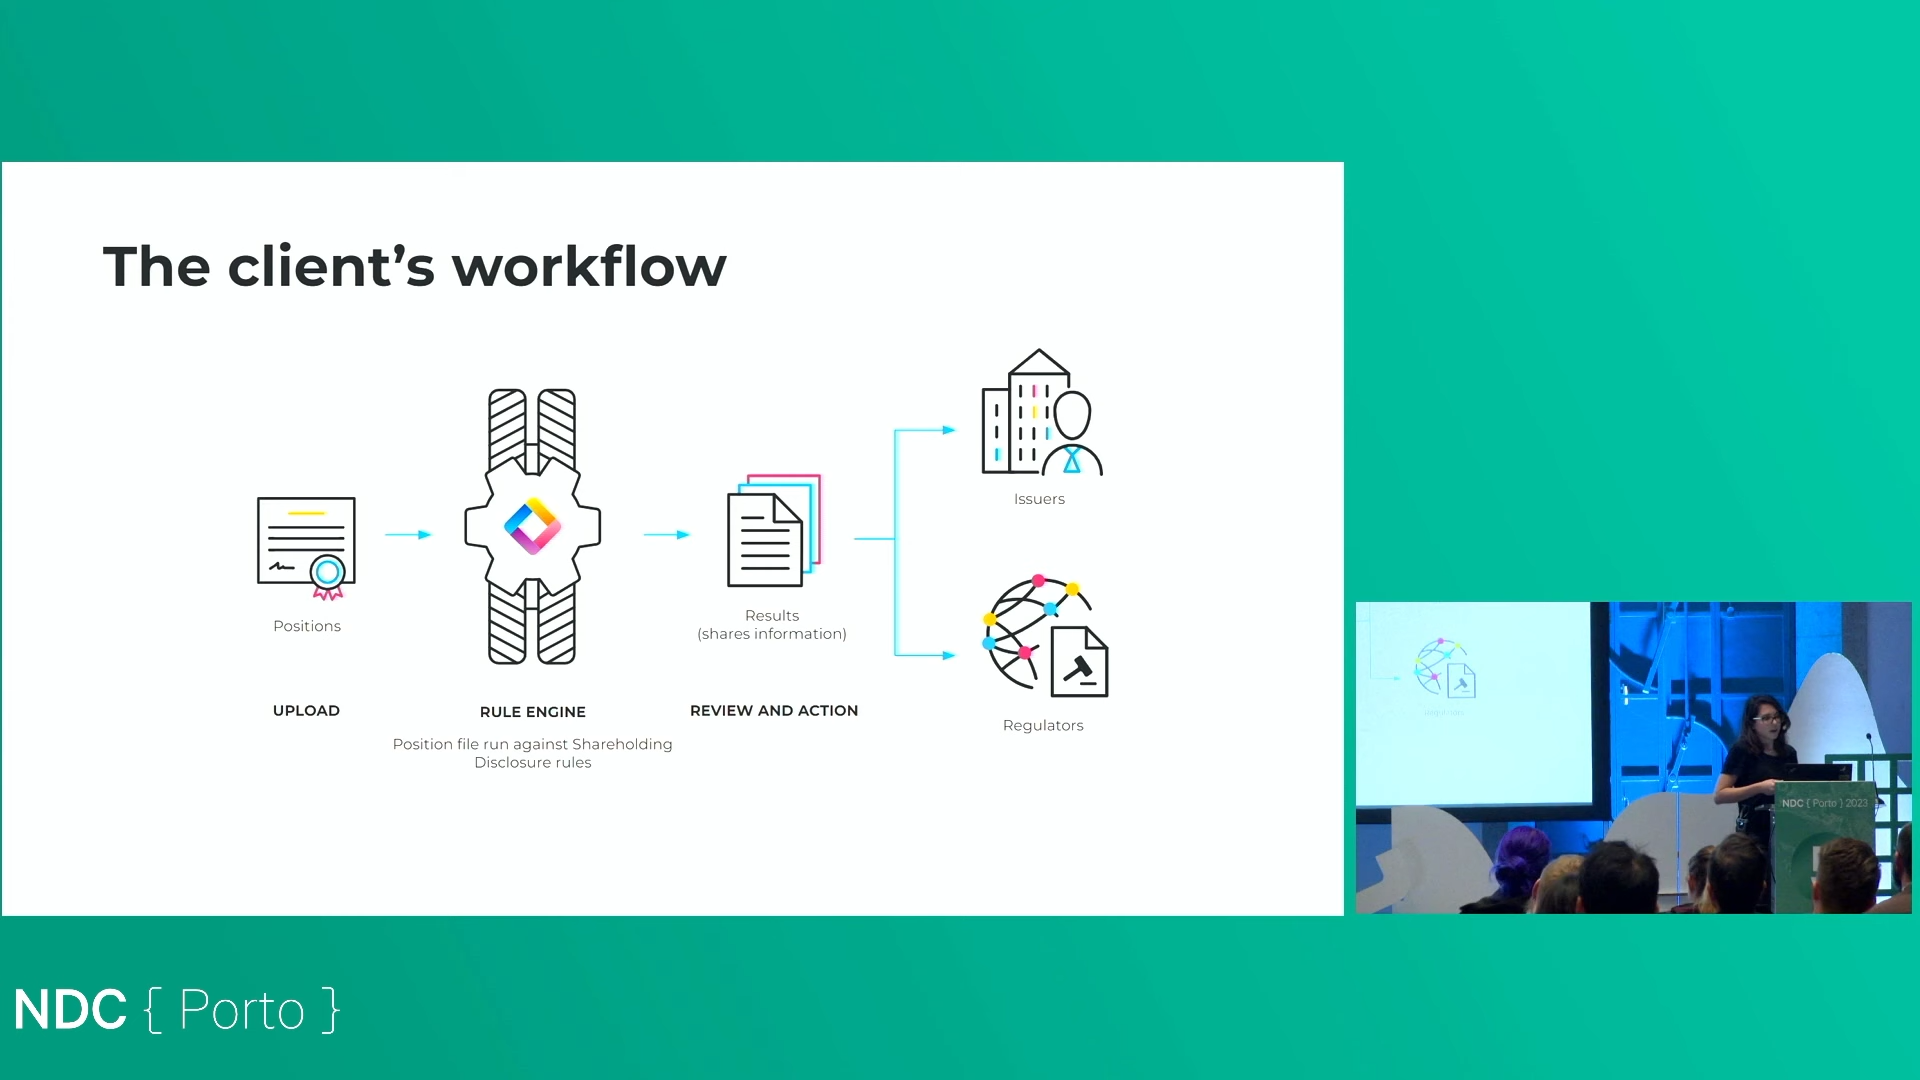 The client’s workflow
Issuers
Positions
Results
(shares information)
UPLOAD
RULE ENGINE
REVIEW AND ACTION
Position file run against Shareholding
Disclosure rules
Regulators
NDC { Porto } 2023
NDC { Porto }